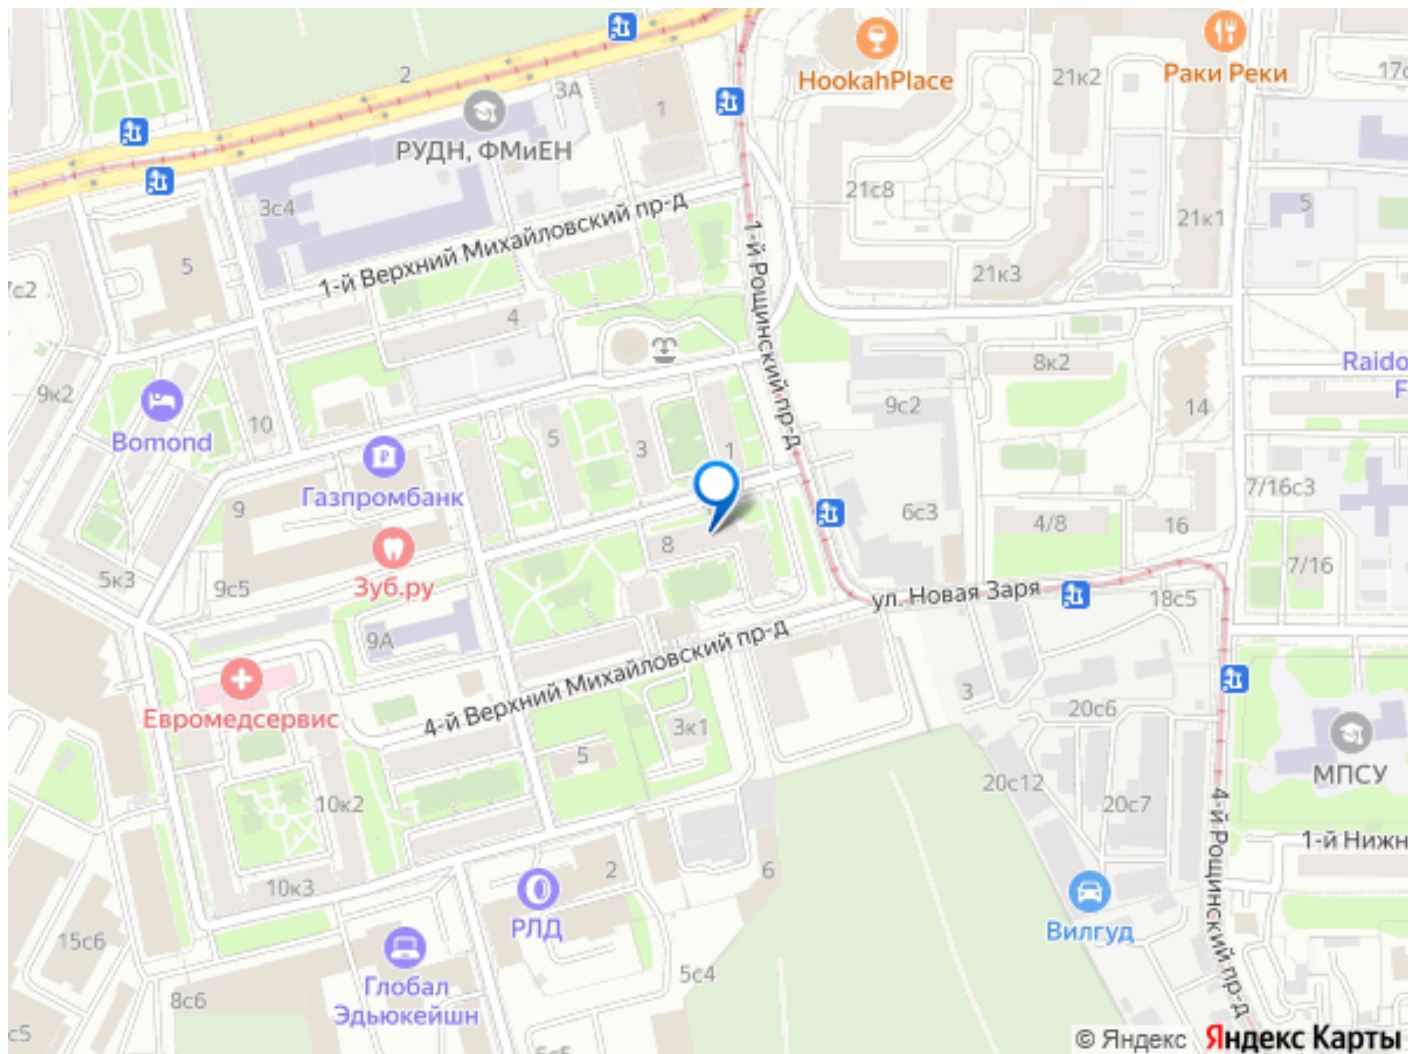 2
3А
1
HookahPlace
21к2
Раки Реки
17с
РУДН, ФМиЕН
3с4
21с8
5
21к1
1-й Верхний Михайловский пр-д
5
7с2
1-й Рощинский пр-д
21к3
4
9к2
Bomond
10
8к2
Raido
F
9с2
14
5
3
1
Газпромбанк
9
7/16с3
6с3
4/8
16
8
Зуб.ру
5к3
9с5
7/16
ул. Новая Заря
18с5
9А
4-й Верхний Михайловский пр-д
Евромедсервис
3
20с6
3к1
5
МПСУ
10к2
20с12
20с7
4-й Рощинский пр-д
1-й Нижн
10к3
2
6
РЛД
Вилгуд
15с6
5с4
Глобал
Эдьюкейшн
8с6
с5
5с6
© Яндекс Яндекс Карты